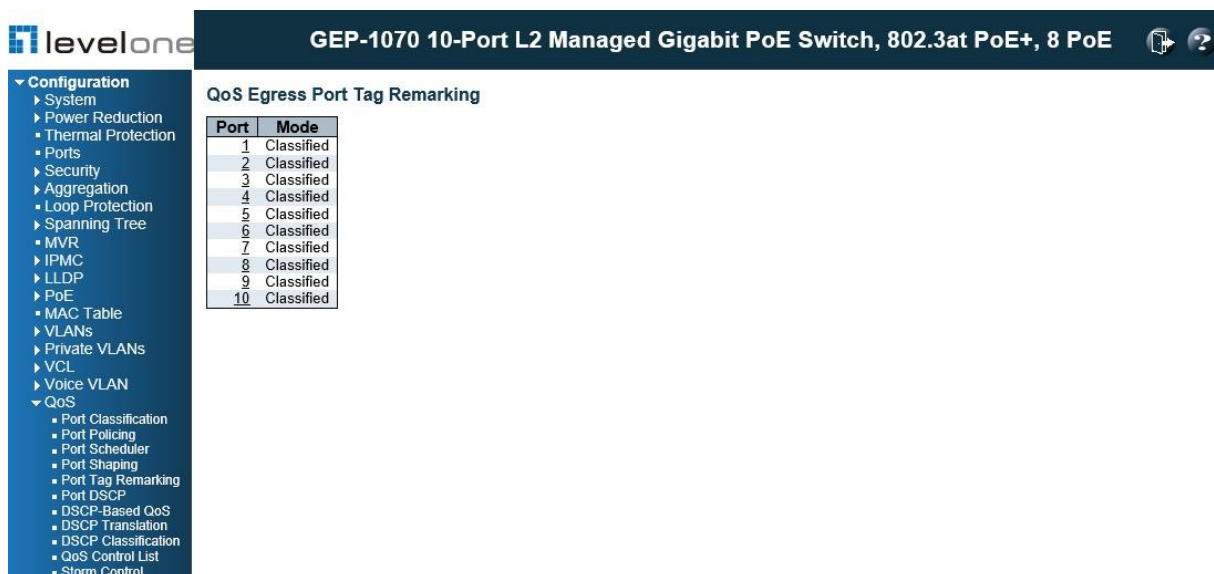 levelone
GEP-1070 10-Port L2 Managed Gigabit PoE Switch, 802.3at PoE+, 8 PoE
?
Configuration
System
Power Reduction
Thermal Protection
Ports
Security
Aggregation
Loop Protection
Spanning Tree
MVR
IPMC
LLDP
PoE
MAC Table
VLANs
Private VLANs
VCL
Voice VLAN
QoS
Port Classification
Port Policing
Port Scheduler
Port Shaping
Port Tag Remarking
Port DSCP
DSCP-Based QoS
DSCP Translation
DSCP Classification
QoS Control List
Storm Control
QoS Egress Port Tag Remarking
Port Mode
1 Classified
2 Classified
3 Classified
4 Classified
5 Classified
6 Classified
7 Classified
8 Classified
9 Classified
10 Classified